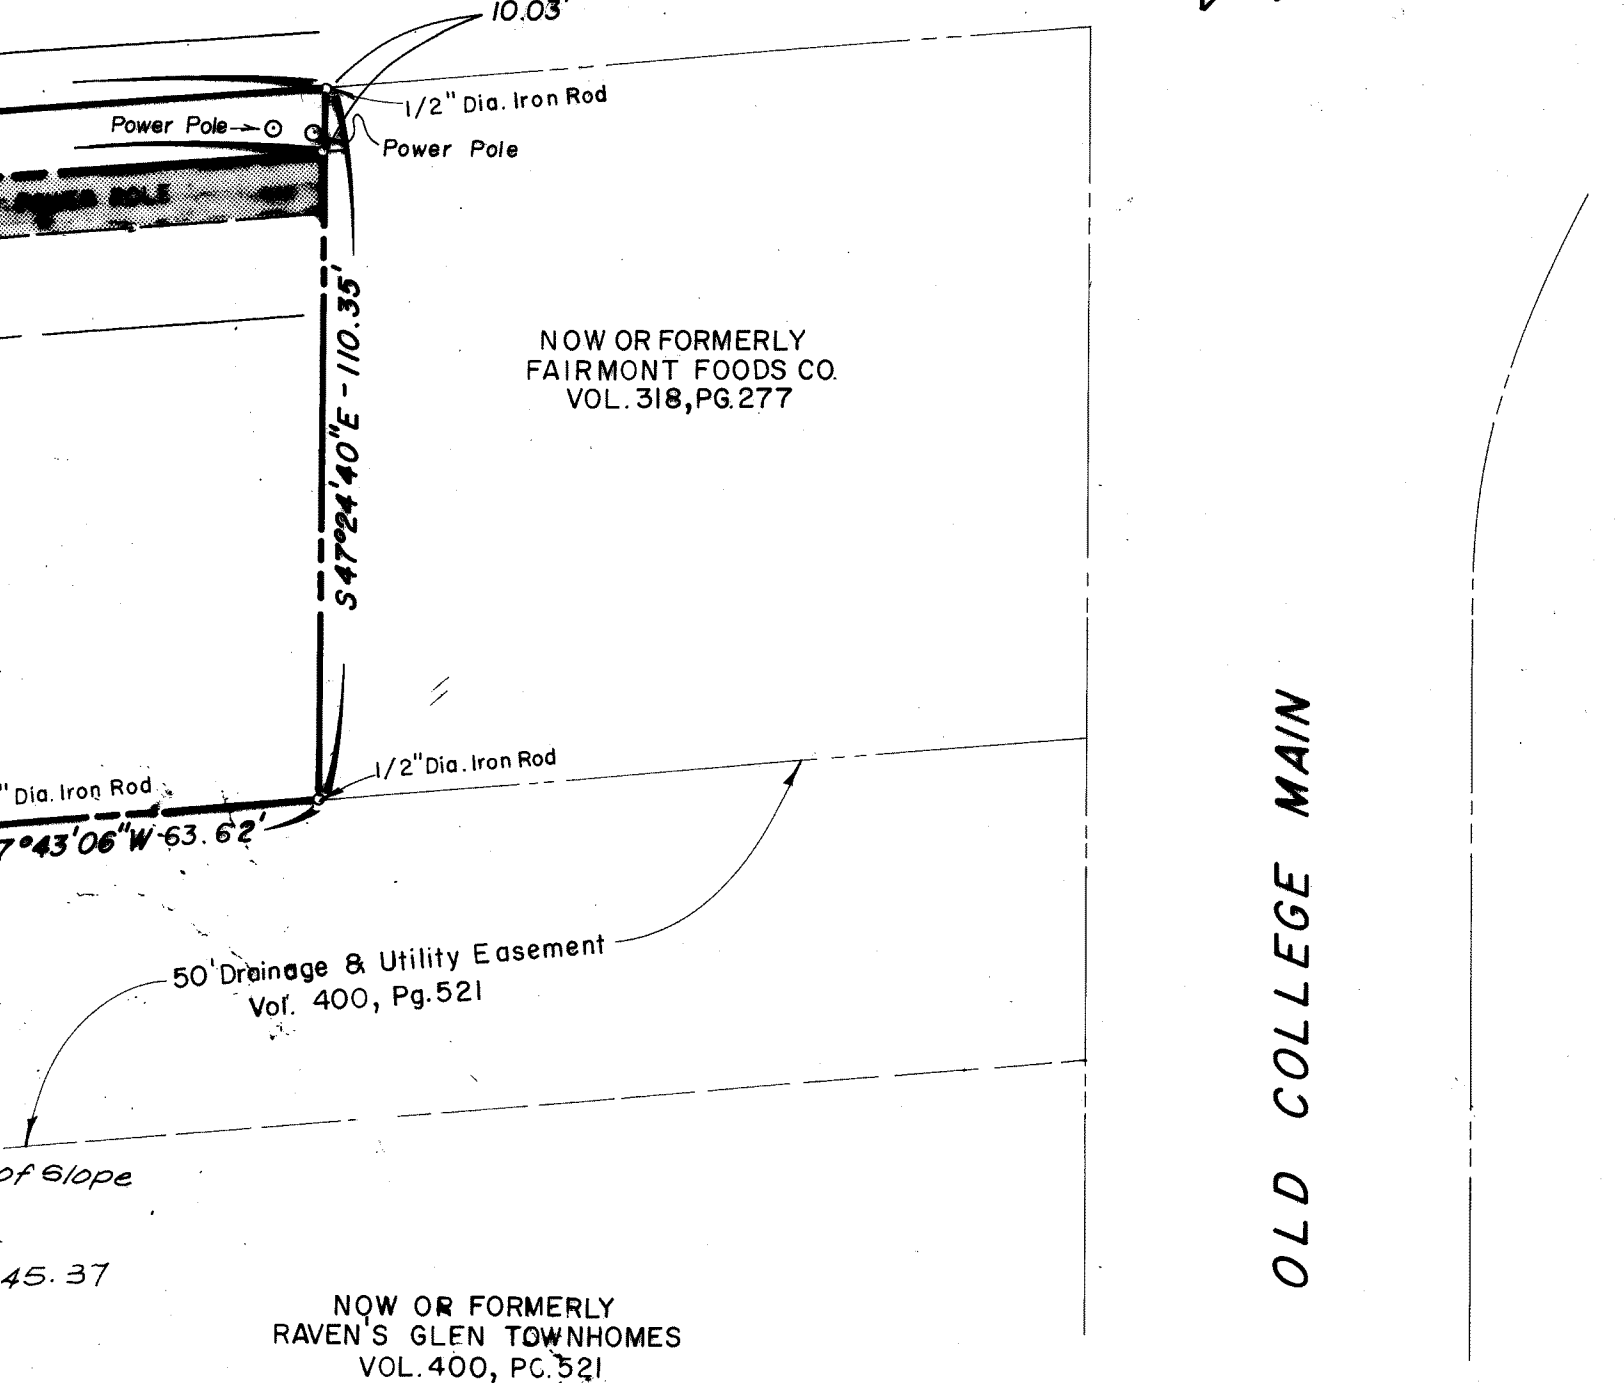 10.03'
1/2" Dia. Iron Rod
Power Pole
Power Pole
POWER POLE
S 47°24'40"E - 110.35'
NOW OR FORMERLY
FAIRMONT FOODS CO.
VOL. 318, PG. 277
1/2" Dia. Iron Rod
" Dia. Iron Rod
7°43'06"W-63.62'
50' Drainage & Utility Easement
Vol. 400, Pg. 521
OLD COLLEGE MAIN
of Slope
45.37
NOW OR FORMERLY
RAVEN'S GLEN TOWNHOMES
VOL. 400, PG. 521